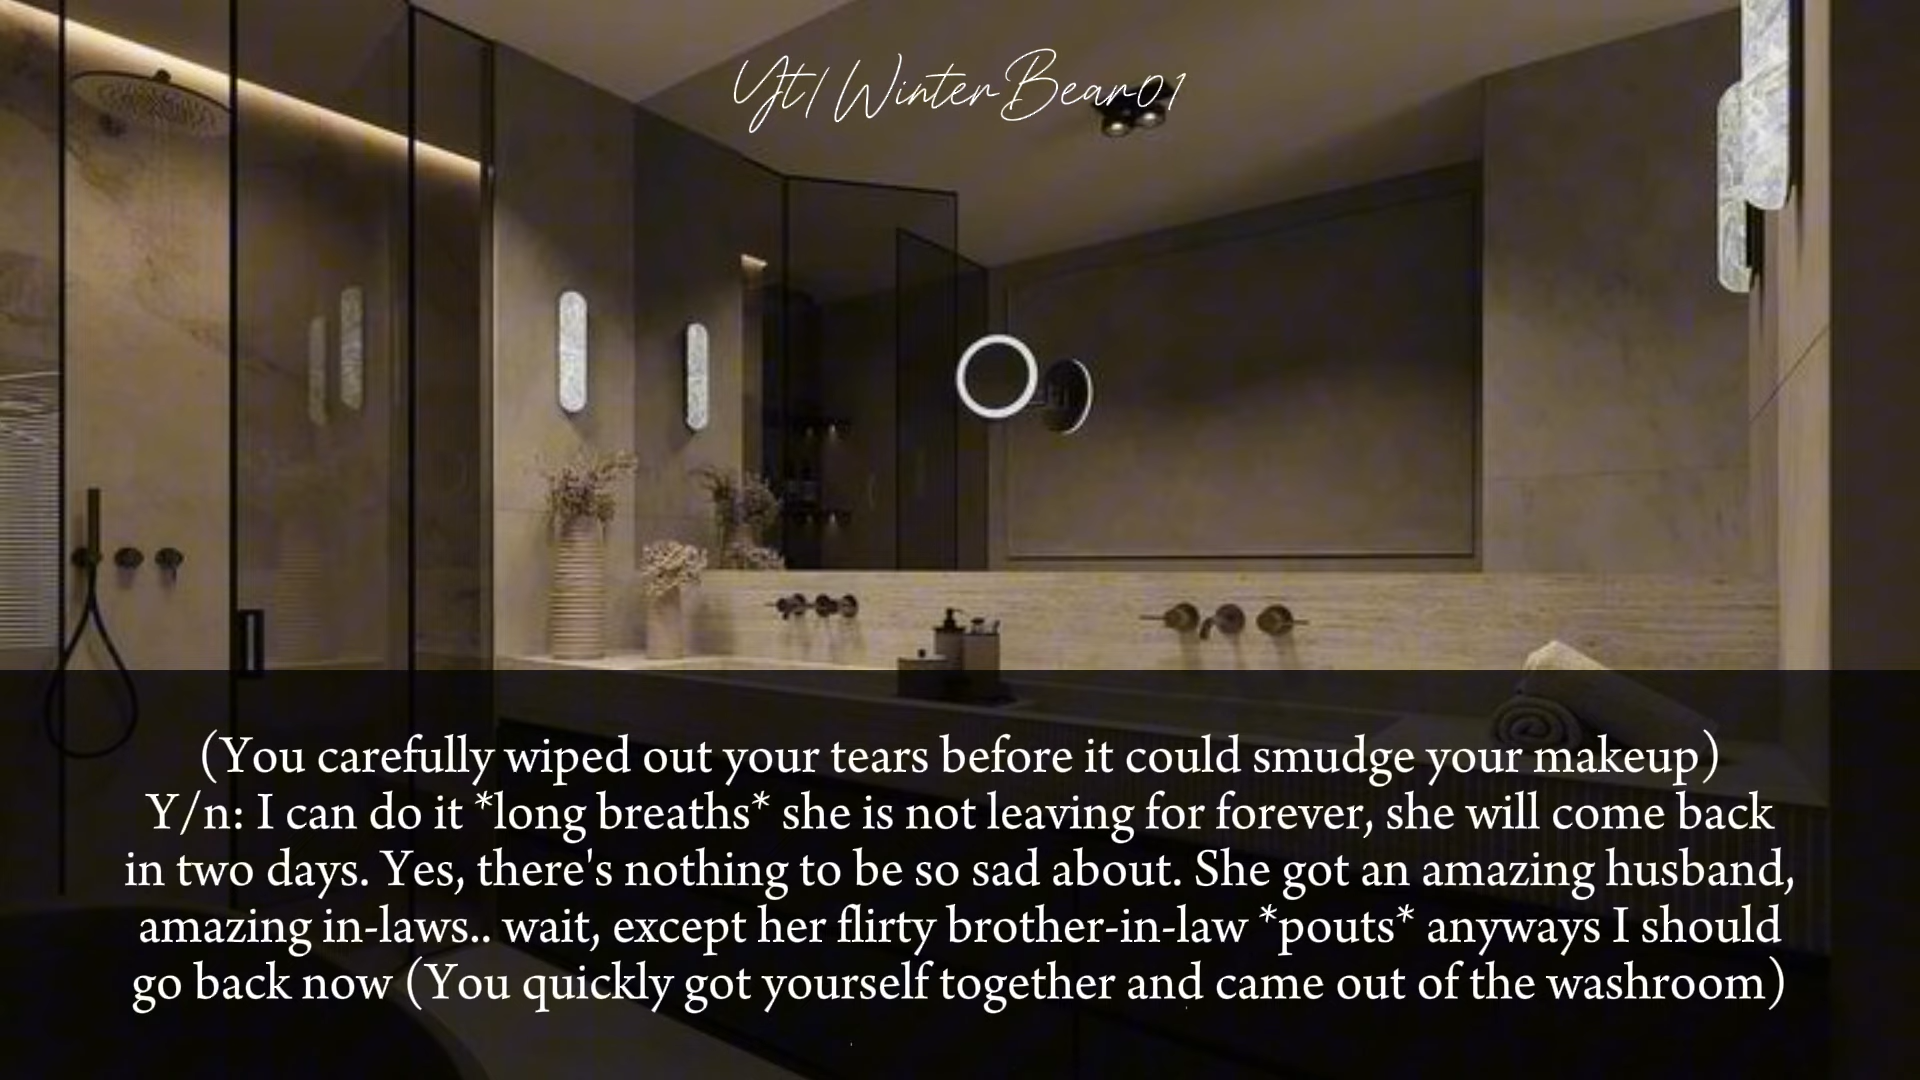 Yt/ WinterBear01
(You carefully wiped out your tears before it could smudge your makeup)
Y/n: I can do it *long breaths* she is not leaving for forever, she will come back
in two days. Yes, there's nothing to be so sad about. She got an amazing husband,
amazing in-laws.. wait, except her flirty brother-in-law *pouts* anyways I should
go back now (You quickly got yourself together and came out of the washroom)